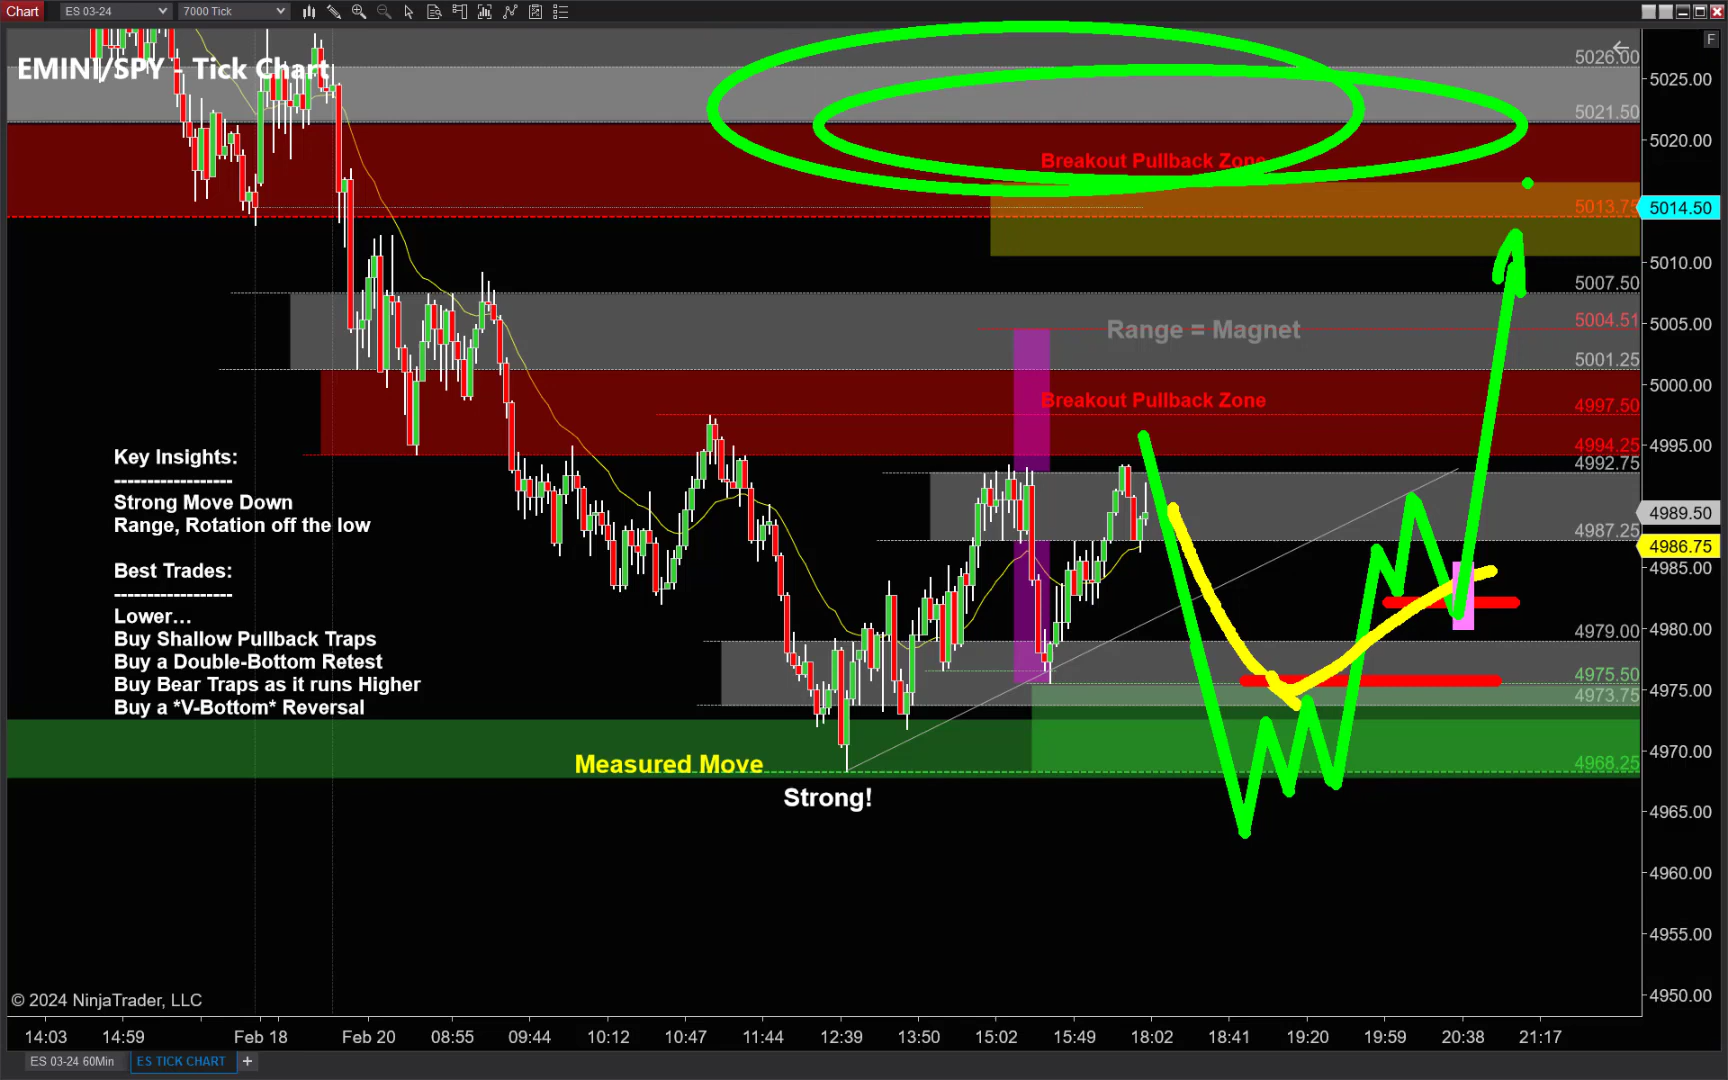 Chart
ES 03-24
7000 Tick
F
EMINI/SPY - Tick Chart
5026.00
5025.00
5021.50
5020.00
Breakout Pullback Zone
5013.75
5014.50
5010.00
5007.50
5004.51
5005.00
Range = Magnet
5001.25
5000.00
Breakout Pullback Zone
4997.50
4994.25
4995.00
4992.75
4989.50
4987.25
4986.75
4985.00
4979.00
4980.00
4975.50
4975.00
4973.75
4970.00
4968.25
4965.00
4960.00
4955.00
4950.00
Key Insights:
-----------------
Strong Move Down
Range, Rotation off the low
Best Trades:
-----------------
Lower...
Buy Shallow Pullback Traps
Buy a Double-Bottom Retest
Buy Bear Traps as it runs Higher
Buy a *V-Bottom* Reversal
Measured Move
Strong!
© 2024 NinjaTrader, LLC
14:03 14:59 Feb 18 Feb 20 08:55 09:44 10:12 10:47 11:44 12:39 13:50 15:02 15:49 18:02 18:41 19:20 19:59 20:38 21:17
ES 03-24 60Min
ES TICK CHART
+